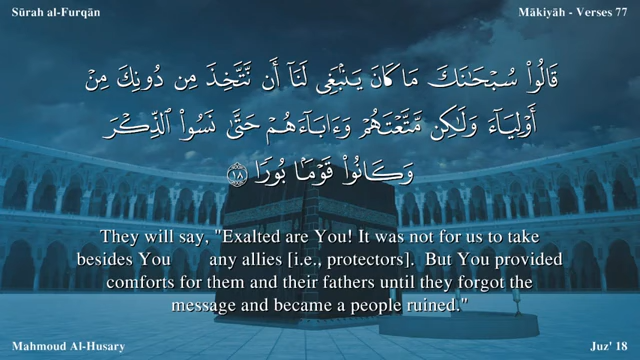 Sūrah al-Furqān
Mākiyāh - Verses 77
قَالُوا۟ سُبْحَـٰنَكَ مَا كَانَ يَنۢبَغِى لَنَآ أَن نَّتَّخِذَ مِن دُونِكَ مِنْ
أَوْلِيَآءَ وَلَـٰكِن مَّتَّعْتَهُمْ وَءَابَآءَهُمْ حَتَّىٰ نَسُوا۟ ٱلذِّكْرَ
وَكَانُوا۟ قَوْمًۢا بُورًا ١٨
They will say, "Exalted are You! It was not for us to take
besides You any allies [i.e., protectors]. But You provided
comforts for them and their fathers until they forgot the
message and became a people ruined."
Mahmoud Al-Husary
Juz' 18